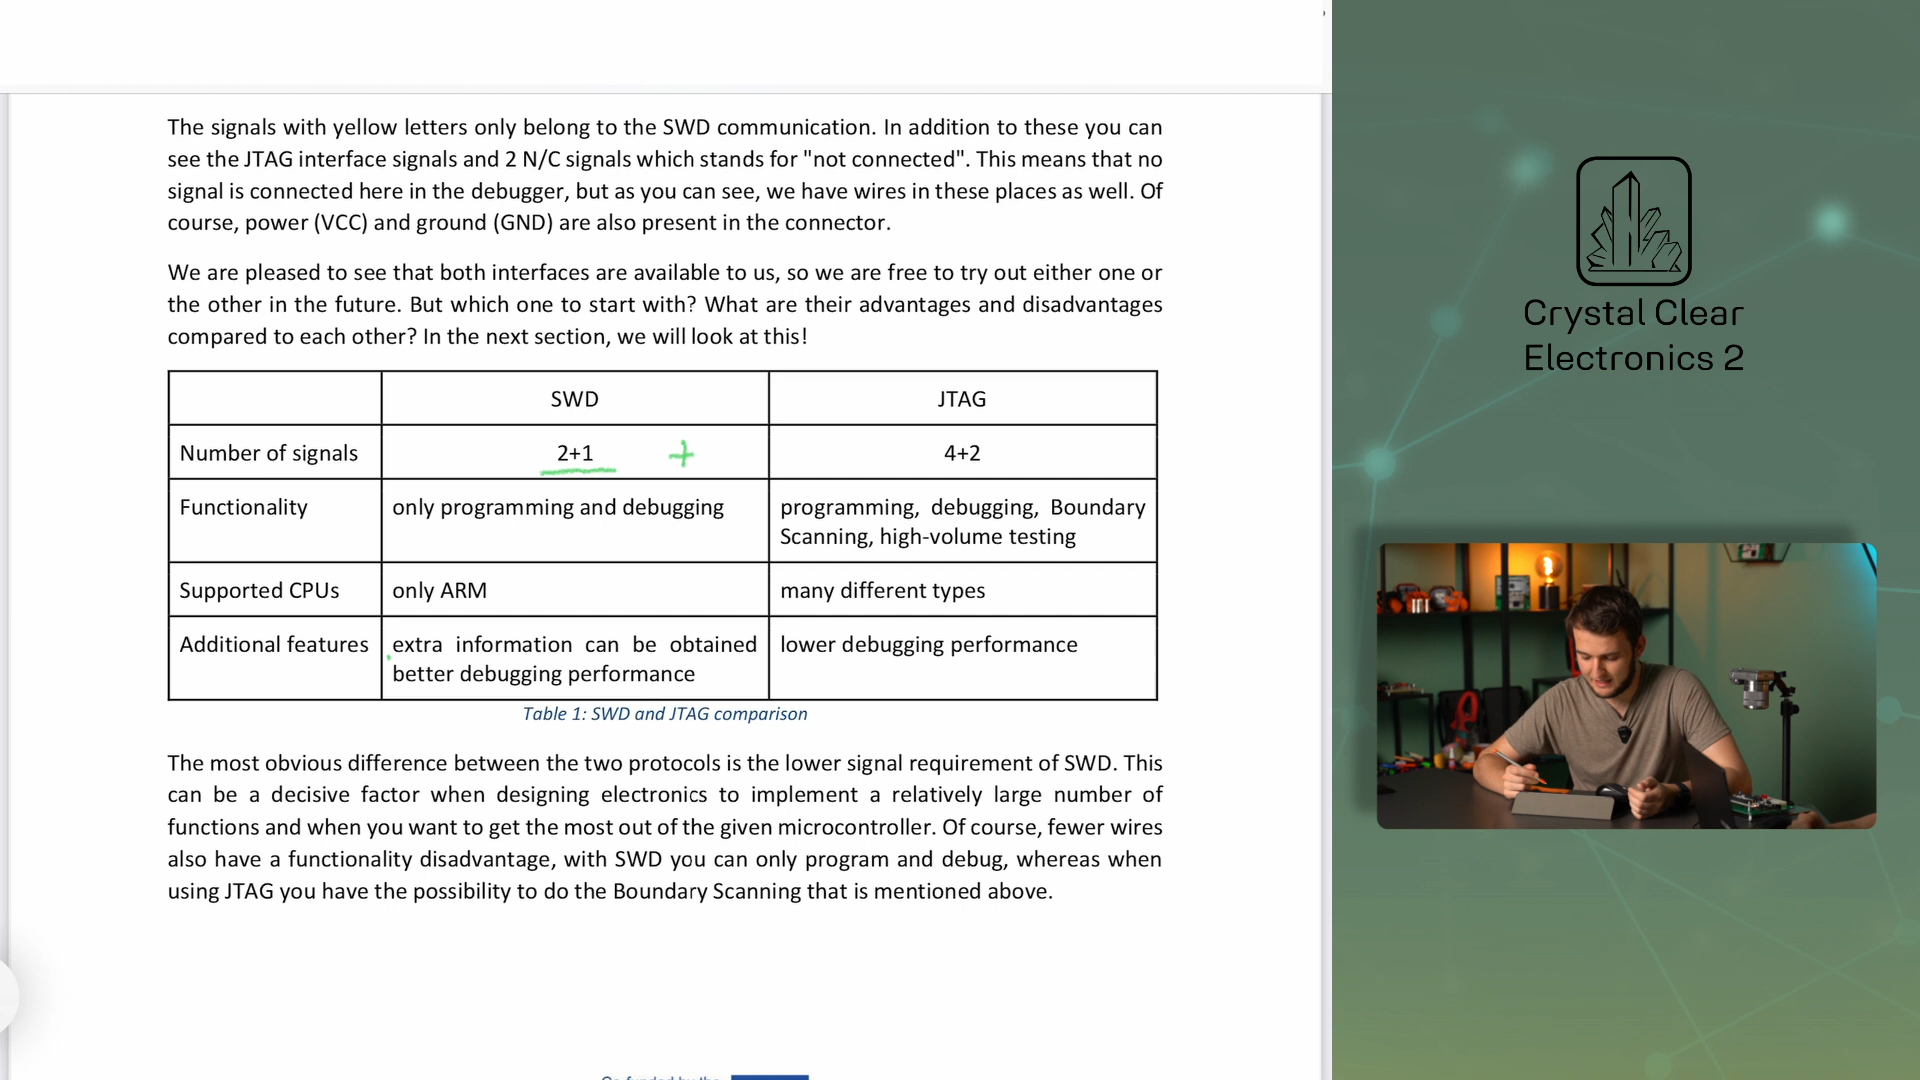 The signals with yellow letters only belong to the SWD communication. In addition to these you can
see the JTAG interface signals and 2 N/C signals which stands for "not connected". This means that no
signal is connected here in the debugger, but as you can see, we have wires in these places as well. Of
course, power (VCC) and ground (GND) are also present in the connector.
We are pleased to see that both interfaces are available to us, so we are free to try out either one or
the other in the future. But which one to start with? What are their advantages and disadvantages
compared to each other? In the next section, we will look at this!
SWD JTAG
Number of signals 2+1 + 4+2
Functionality only programming and debugging programming, debugging, Boundary
Scanning, high-volume testing
Supported CPUs only ARM many different types
Additional features extra information can be obtained lower debugging performance
better debugging performance
Table 1: SWD and JTAG comparison
The most obvious difference between the two protocols is the lower signal requirement of SWD. This
can be a decisive factor when designing electronics to implement a relatively large number of
functions and when you want to get the most out of the given microcontroller. Of course, fewer wires
also have a functionality disadvantage, with SWD you can only program and debug, whereas when
using JTAG you have the possibility to do the Boundary Scanning that is mentioned above.
Co-funded by the
Crystal Clear
Electronics 2